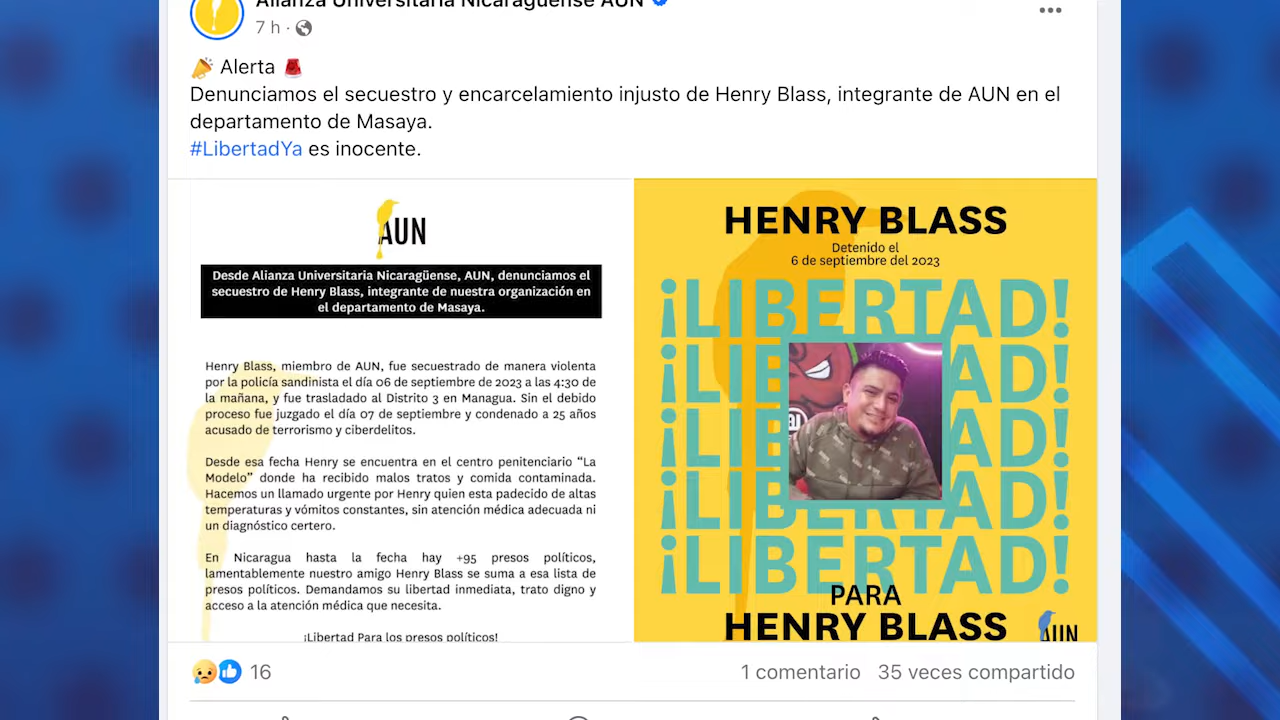 Alianza Universitaria Nicaragüense AUN
7 h ·
Alerta
Denunciamos el secuestro y encarcelamiento injusto de Henry Blass, integrante de AUN en el
departamento de Masaya.
#LibertadYa es inocente.
AUN
Desde Alianza Universitaria Nicaragüense, AUN, denunciamos el
secuestro de Henry Blass, integrante de nuestra organización en
el departamento de Masaya.
Henry Blass, miembro de AUN, fue secuestrado de manera violenta
por la policía sandinista el día 06 de septiembre de 2023 a las 4:30 de
la mañana, y fue trasladado al Distrito 3 en Managua. Sin el debido
proceso fue juzgado el día 07 de septiembre y condenado a 25 años
acusado de terrorismo y ciberdelitos.
Desde esa fecha Henry se encuentra en el centro penitenciario “La
Modelo” donde ha recibido malos tratos y comida contaminada.
Hacemos un llamado urgente por Henry quien esta padecido de altas
temperaturas y vómitos constantes, sin atención médica adecuada ni
un diagnóstico certero.
En Nicaragua hasta la fecha hay +95 presos políticos,
lamentablemente nuestro amigo Henry Blass se suma a esa lista de
presos políticos. Demandamos su libertad inmediata, trato digno y
acceso a la atención médica que necesita.
¡Libertad Para los presos políticos!
HENRY BLASS
Detenido el
6 de septiembre del 2023
¡LIBERTAD!
¡LIBERTAD!
¡LIBERTAD!
¡LIBERTAD!
¡LIBERTAD!
PARA
HENRY BLASS
AUN
16
1 comentario 35 veces compartido